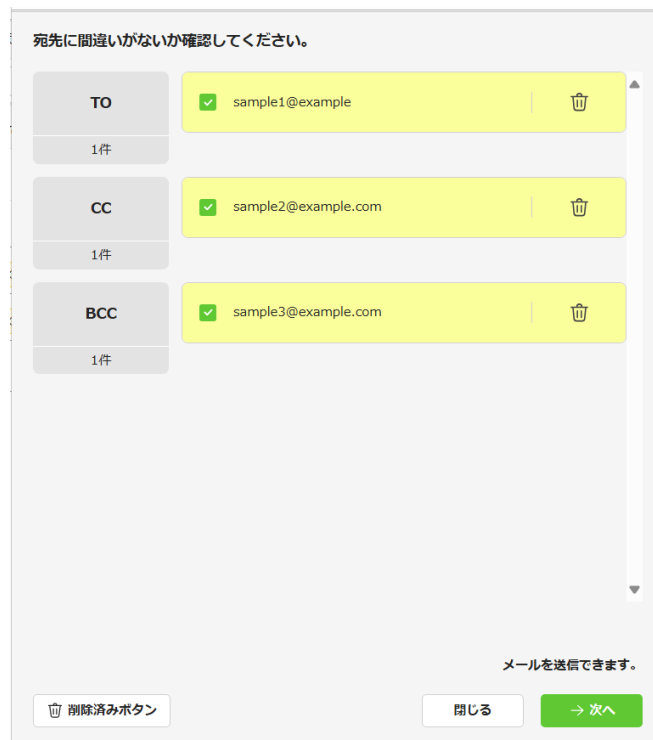 宛先に間違いがないか確認してください。
TO
sample1@example
1件
CC
sample2@example.com
1件
BCC
sample3@example.com
1件
メールを送信できます。
削除済みボタン
閉じる
→ 次へ